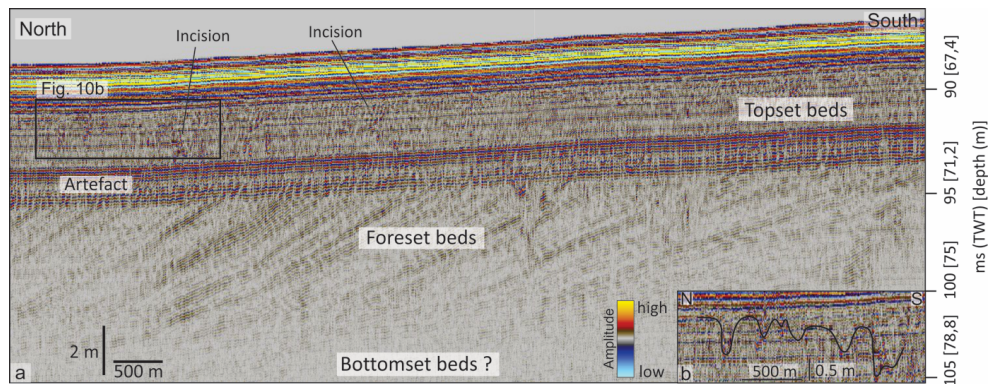 North
South
Incision
Incision
Fig. 10b
Topset beds
Artefact
Foreset beds
Bottomset beds ?
2 m
500 m
a
Amplitude
high
low
N
S
500 m
0.5 m
b
90 [67,4]
95 [71,2]
100 [75]
105 [78,8]
ms (TWT) [depth (m)]